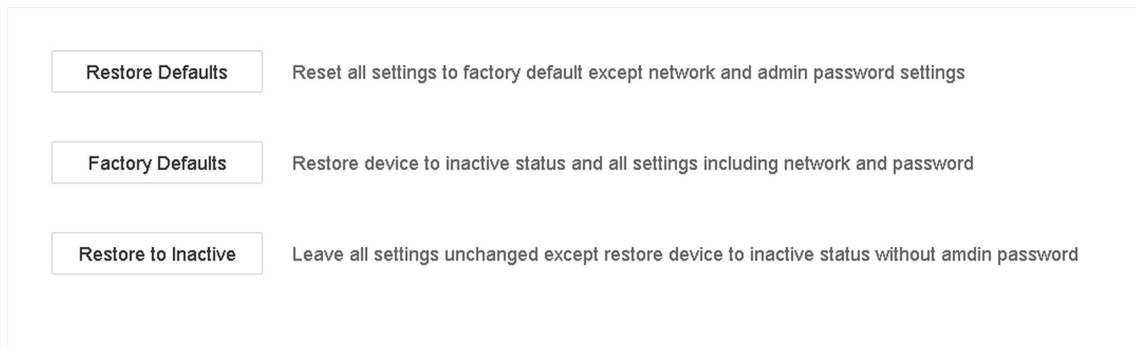 Restore Defaults Reset all settings to factory default except network and admin password settings
Factory Defaults Restore device to inactive status and all settings including network and password
Restore to Inactive Leave all settings unchanged except restore device to inactive status without amdin password